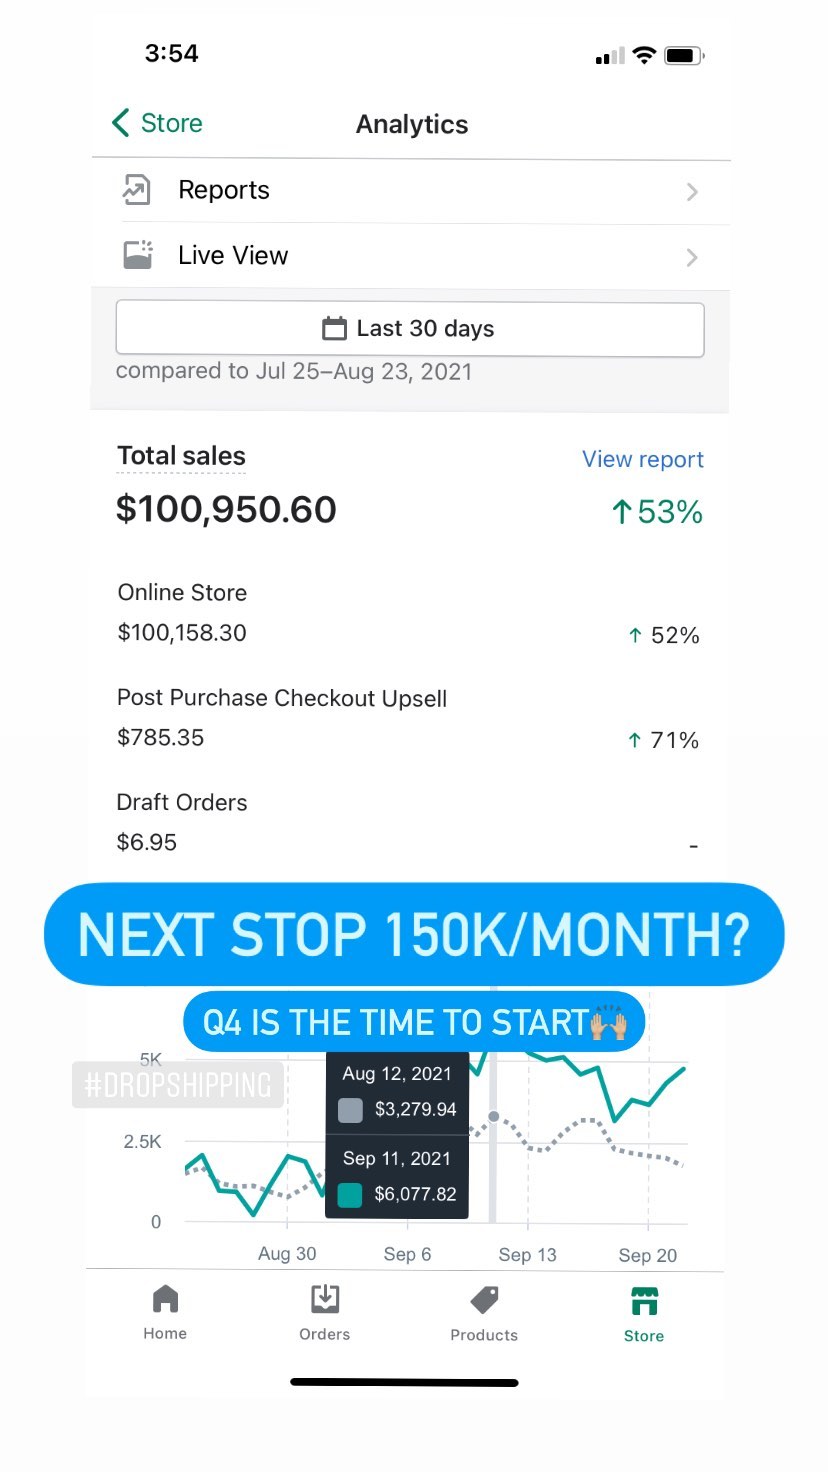 3:54
Store
Analytics
Reports
Live View
Last 30 days
compared to Jul 25–Aug 23, 2021
Total sales
View report
$100,950.60
↑53%
Online Store
$100,158.30
↑ 52%
Post Purchase Checkout Upsell
$785.35
↑ 71%
Draft Orders
$6.95
-
NEXT STOP 150K/MONTH?
Q4 IS THE TIME TO START🙌🏼
5K
#DROPSHIPPING
Aug 12, 2021
$3,279.94
2.5K
Sep 11, 2021
$6,077.82
0
Aug 30 Sep 6 Sep 13 Sep 20
Home Orders Products Store